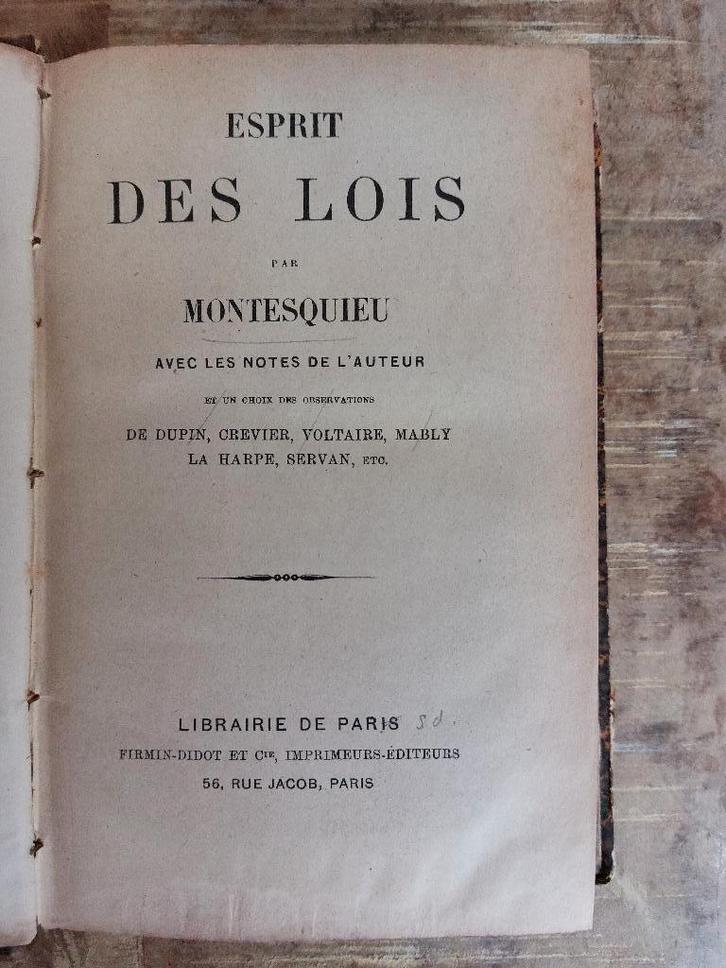 ESPRIT
DES LOIS
PAR
MONTESQUIEU
AVEC LES NOTES DE L'AUTEUR
ET UN CHOIX DES OBSERVATIONS
DE DUPIN, CREVIER, VOLTAIRE, MABLY
LA HARPE, SERVAN, ETC.
LIBRAIRIE DE PARIS s.d.
FIRMIN-DIDOT ET CIE, IMPRIMEURS-ÉDITEURS
56, RUE JACOB, PARIS